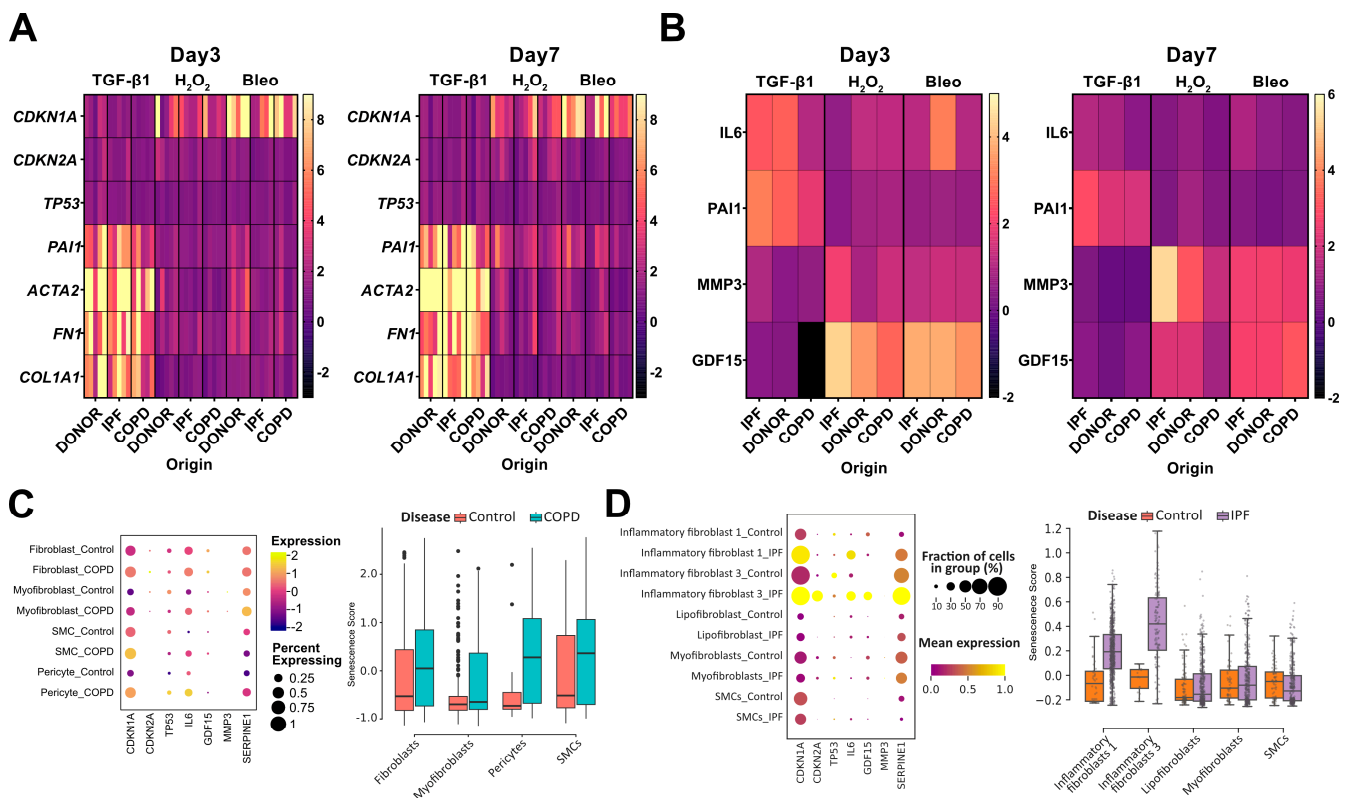 A
Day3
TGF-β1 H2O2 Bleo
CDKN1A
CDKN2A
TP53
PAI1
ACTA2
FN1
COL1A1
8
6
4
2
0
-2
DONOR IPF COPD DONOR IPF COPD DONOR IPF COPD
Origin
Day7
TGF-β1 H2O2 Bleo
CDKN1A
CDKN2A
TP53
PAI1
ACTA2
FN1
COL1A1
8
6
4
2
0
-2
DONOR IPF COPD DONOR IPF COPD DONOR IPF COPD
Origin
B
Day3
TGF-β1 H2O2 Bleo
IL6
PAI1
MMP3
GDF15
4
2
0
-2
IPF DONOR COPD IPF DONOR COPD IPF DONOR COPD
Origin
Day7
TGF-β1 H2O2 Bleo
IL6
PAI1
MMP3
GDF15
6
4
2
0
-2
IPF DONOR COPD IPF DONOR COPD IPF DONOR COPD
Origin
C
Fibroblast_Control
Fibroblast_COPD
Myofibroblast_Control
Myofibroblast_COPD
SMC_Control
SMC_COPD
Pericyte_Control
Pericyte_COPD
CDKN1A CDKN2A TP53 IL6 GDF15 MMP3 SERPINE1
Expression
2
1
0
-1
-2
Percent
Expressing
0.25
0.5
0.75
1
Disease Control COPD
Senescenece Score
2.0
1.0
0.0
-1.0
Fibroblasts Myofibroblasts Pericytes SMCs
D
Inflammatory fibroblast 1_Control
Inflammatory fibroblast 1_IPF
Inflammatory fibroblast 3_Control
Inflammatory fibroblast 3_IPF
Lipofibroblast_Control
Lipofibroblast_IPF
Myofibroblasts_Control
Myofibroblasts_IPF
SMCs_Control
SMCs_IPF
CDKN1A CDKN2A TP53 IL6 GDF15 MMP3 SERPINE1
Fraction of cells
in group (%)
10 30 50 70 90
Mean expression
0.0 0.5 1.0
Disease Control IPF
Senescenece Score
1.2
1.0
0.8
0.6
0.4
0.2
0.0
-0.2
Inflammatory
fibroblasts 1
Inflammatory
fibroblasts 3
Lipofibroblasts
Myofibroblasts
SMCs